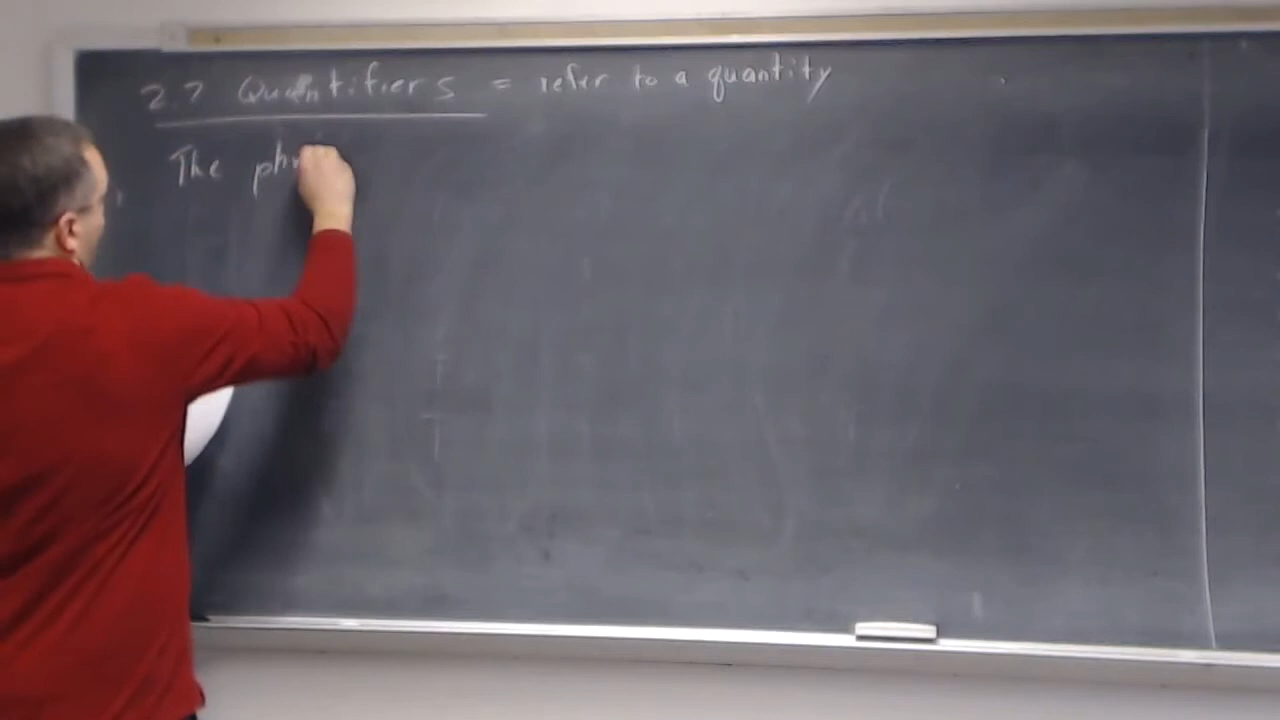 2.7 Quantifiers = refer to a quantity
The phr